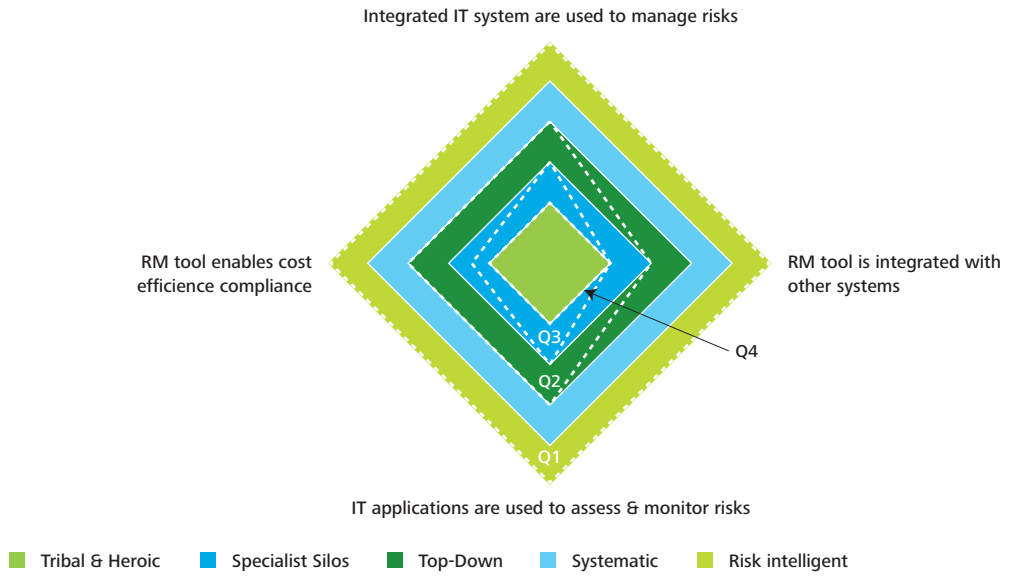 Integrated IT system are used to manage risks
RM tool enables cost
efficience compliance
RM tool is integrated with
other systems
Q3
Q4
Q2
Q1
IT applications are used to assess & monitor risks
Tribal & Heroic
Specialist Silos
Top-Down
Systematic
Risk intelligent